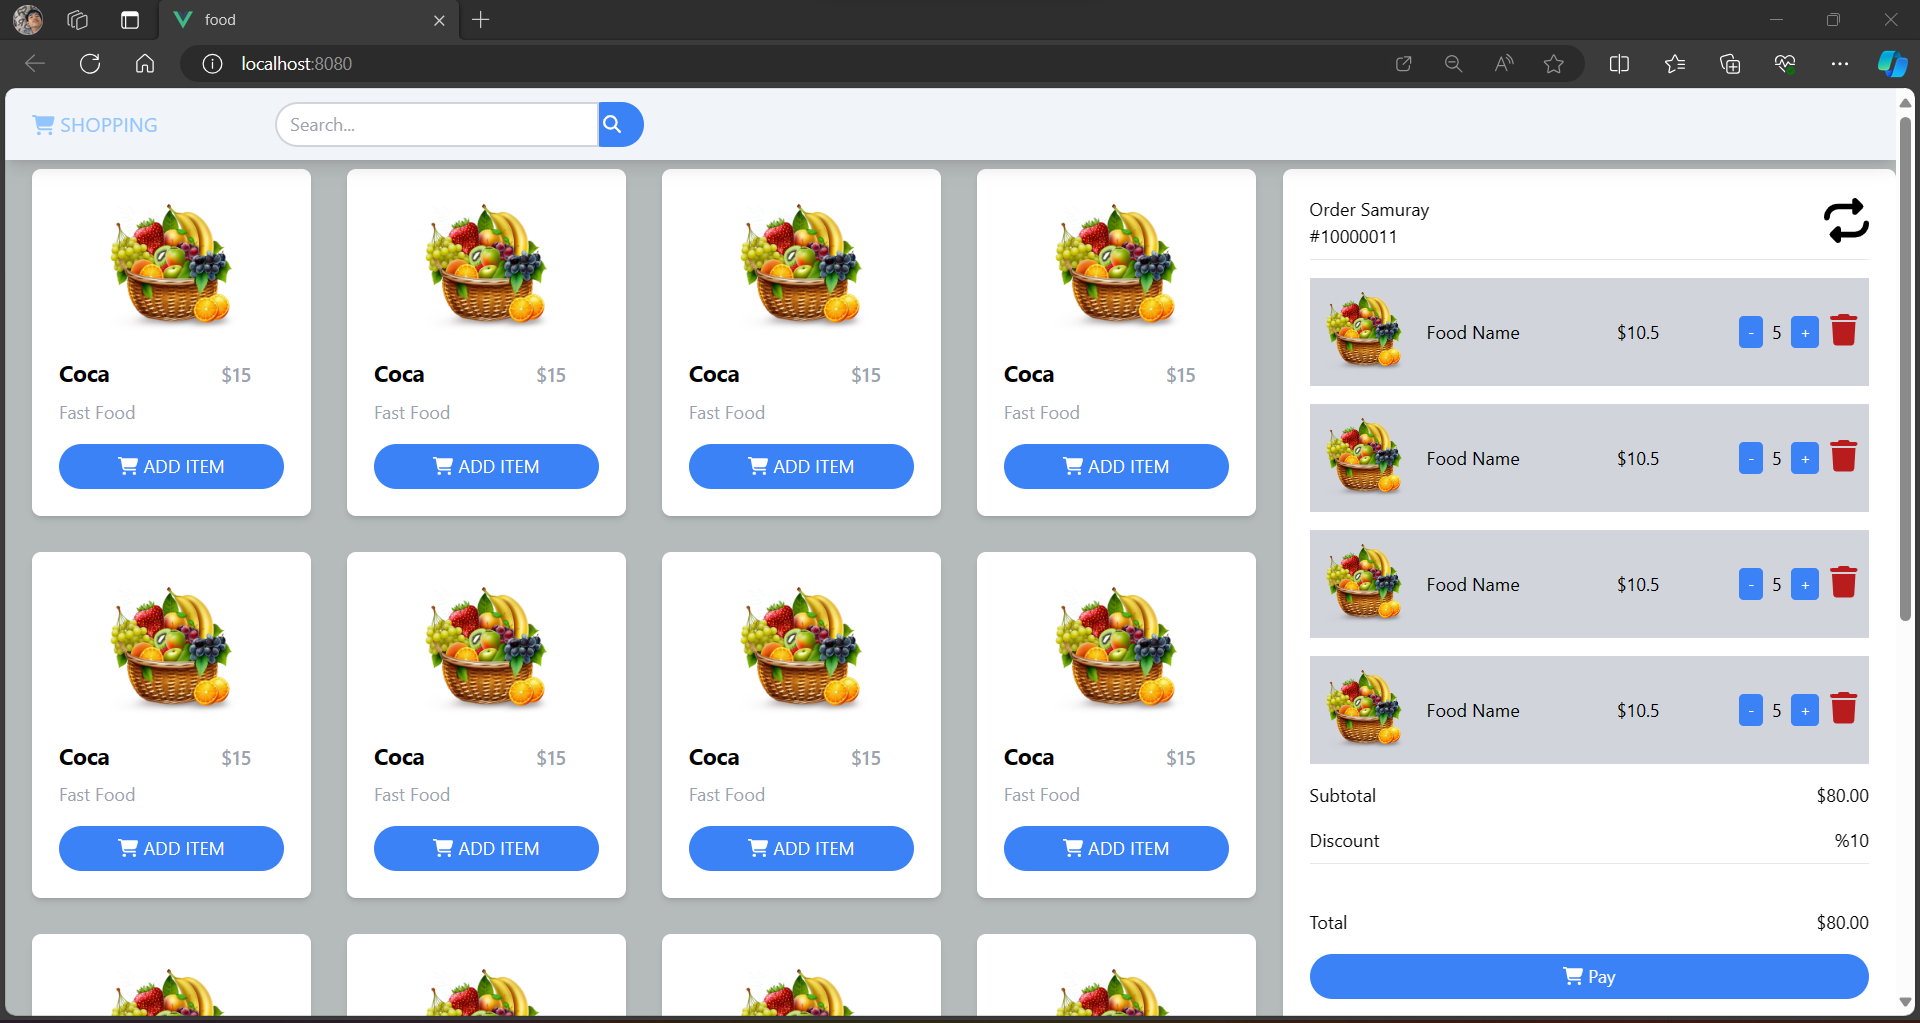 food
localhost:8080
SHOPPING
Search...
Coca $15
Fast Food
ADD ITEM
Coca $15
Fast Food
ADD ITEM
Coca $15
Fast Food
ADD ITEM
Coca $15
Fast Food
ADD ITEM
Coca $15
Fast Food
ADD ITEM
Coca $15
Fast Food
ADD ITEM
Coca $15
Fast Food
ADD ITEM
Coca $15
Fast Food
ADD ITEM
Order Samuray
#10000011
Food Name $10.5 - 5 +
Food Name $10.5 - 5 +
Food Name $10.5 - 5 +
Food Name $10.5 - 5 +
Subtotal $80.00
Discount %10
Total $80.00
Pay